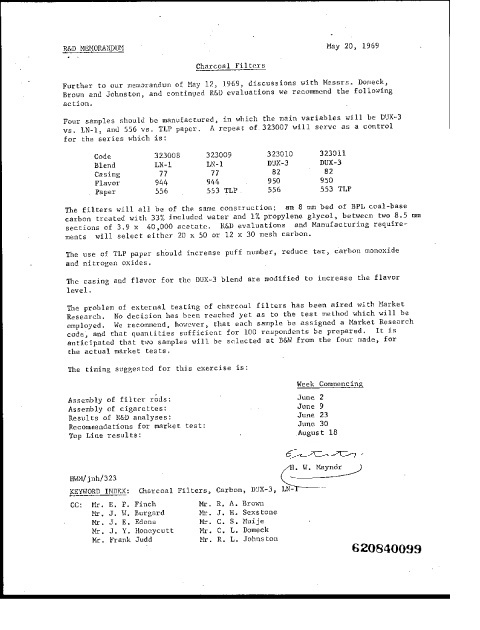 R&D MEMORANDUM
May 20, 1969
Charcoal Filters
Further to our memorandum of May 12, 1969, discussions with Messrs. Domeck,
Brown and Johnston, and continued R&D evaluations we recommend the following
action.
Four samples should be manufactured, in which the main variables will be DUX-3
vs. LN-1, and 556 vs. TLP paper. A repeat of 323007 will serve as a control
for the series which is:
Code 323008 323009 323010 323011
Blend LN-1 LN-1 DUX-3 DUX-3
Casing 77 77 82 82
Flavor 944 944 950 950
Paper 556 553 TLP 556 553 TLP
The filters will all be of the same construction; an 8 mm bed of BPL coal-base
carbon treated with 33% included water and 1% propylene glycol, between two 8.5 mm
sections of 3.9 x 40,000 acetate. R&D evaluations and Manufacturing require-
ments will select either 20 x 50 or 12 x 30 mesh carbon.
The use of TLP paper should increase puff number, reduce tar, carbon monoxide
and nitrogen oxides.
The casing and flavor for the DUX-3 blend are modified to increase the flavor
level.
The problem of external testing of charcoal filters has been aired with Market
Research. No decision has been reached yet as to the test method which will be
employed. We recommend, however, that each sample be assigned a Market Research
code, and that quantities sufficient for 100 respondents be prepared. It is
anticipated that two samples will be selected at B&W from the four made, for
the actual market tests.
The timing suggested for this exercise is:
Week Commencing
Assembly of filter rods: June 2
Assembly of cigarettes: June 9
Results of R&D analyses: June 23
Recommendations for market test: June 30
Top Line results: August 18
H. W. Maynor
HWM/jnh/323
KEYWORD INDEX: Charcoal Filters, Carbon, DUX-3, LN-1
CC: Mr. E. F. Finch Mr. R. A. Brown
Mr. J. W. Burgard Mr. J. H. Sexstone
Mr. J. E. Edens Mr. C. S. Muije
Mr. J. Y. Honeycutt Mr. C. L. Domeck
Mr. Frank Judd Mr. R. L. Johnston
620840099